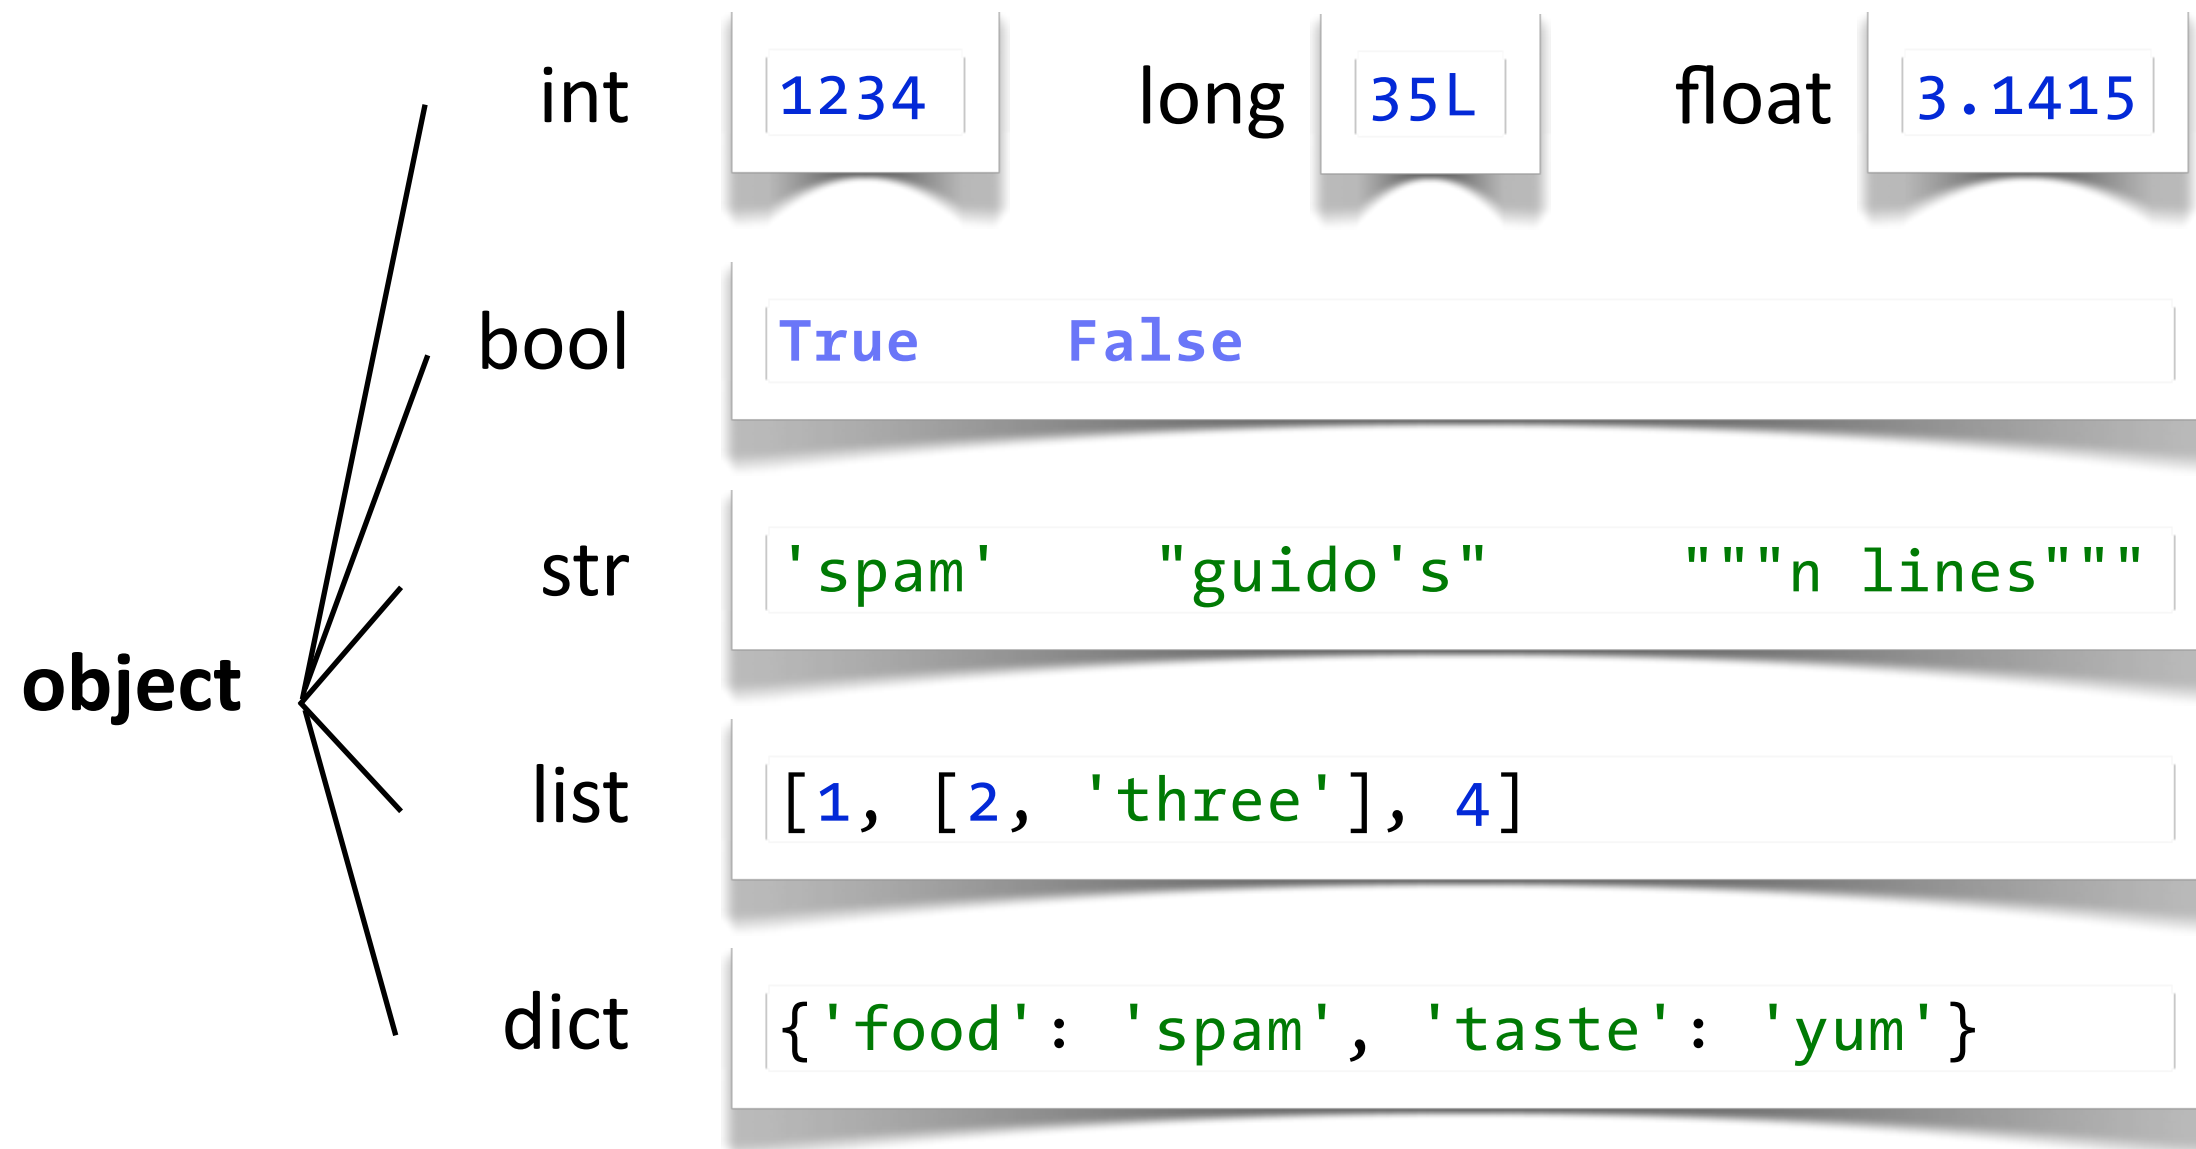 int 1234 long 35L float 3.1415
bool True False
str 'spam' "guido's" """n lines"""
object
list [1, [2, 'three'], 4]
dict {'food': 'spam', 'taste': 'yum'}